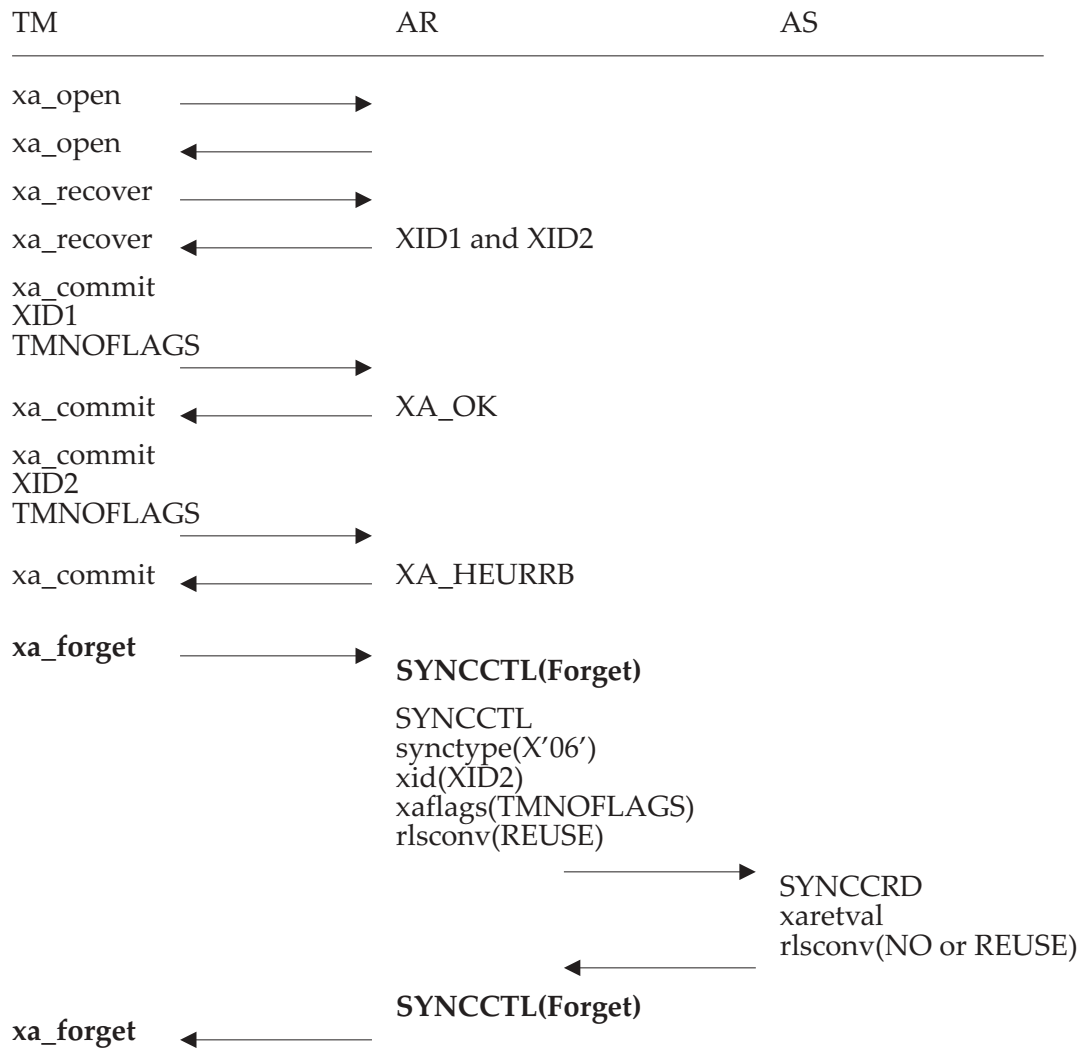 TM AR AS
xa_open
xa_open
xa_recover
xa_recover XID1 and XID2
xa_commit
XID1
TMNOFLAGS
xa_commit XA_OK
xa_commit
XID2
TMNOFLAGS
xa_commit XA_HEURRB
xa_forget
SYNCCTL(Forget)
SYNCCTL
synctype(X'06')
xid(XID2)
xaflags(TMNOFLAGS)
rlsconv(REUSE)
SYNCCRD
xaretval
rlsconv(NO or REUSE)
SYNCCTL(Forget)
xa_forget